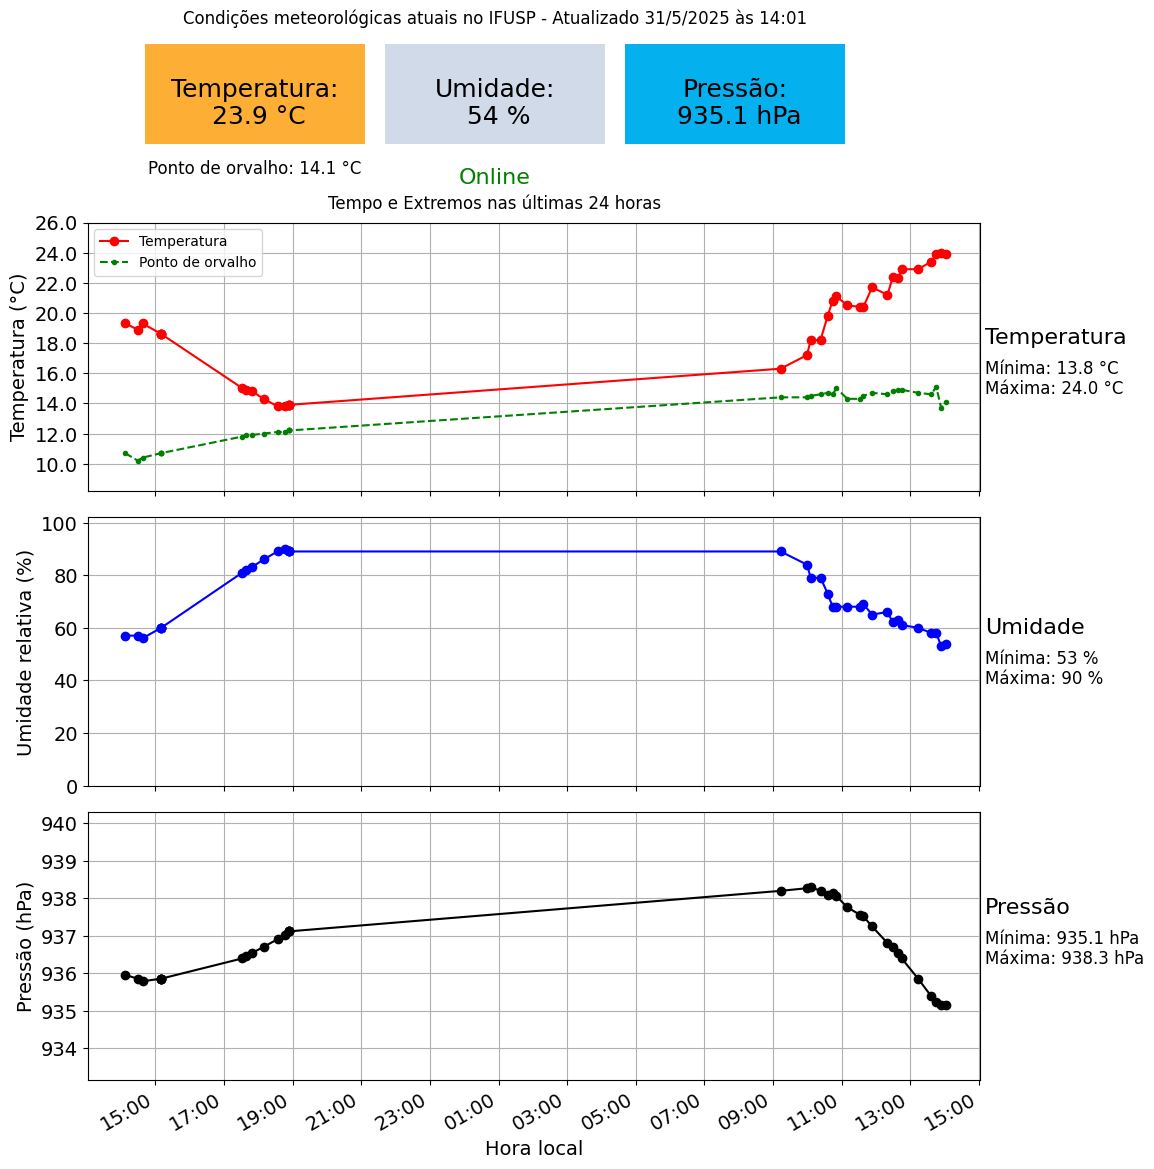 Condições meteorológicas atuais no IFUSP - Atualizado 31/5/2025 às 14:01
Temperatura:
23.9 °C
Umidade:
54 %
Pressão:
935.1 hPa
Ponto de orvalho: 14.1 °C
Online
Tempo e Extremos nas últimas 24 horas
Temperatura (°C)
26.0
24.0
22.0
20.0
18.0
16.0
14.0
12.0
10.0
Temperatura
Ponto de orvalho
Temperatura
Mínima: 13.8 °C
Máxima: 24.0 °C
Umidade relativa (%)
100
80
60
40
20
0
Umidade
Mínima: 53 %
Máxima: 90 %
Pressão (hPa)
940
939
938
937
936
935
934
Pressão
Mínima: 935.1 hPa
Máxima: 938.3 hPa
15:00 17:00 19:00 21:00 23:00 01:00 03:00 05:00 07:00 09:00 11:00 13:00 15:00
Hora local